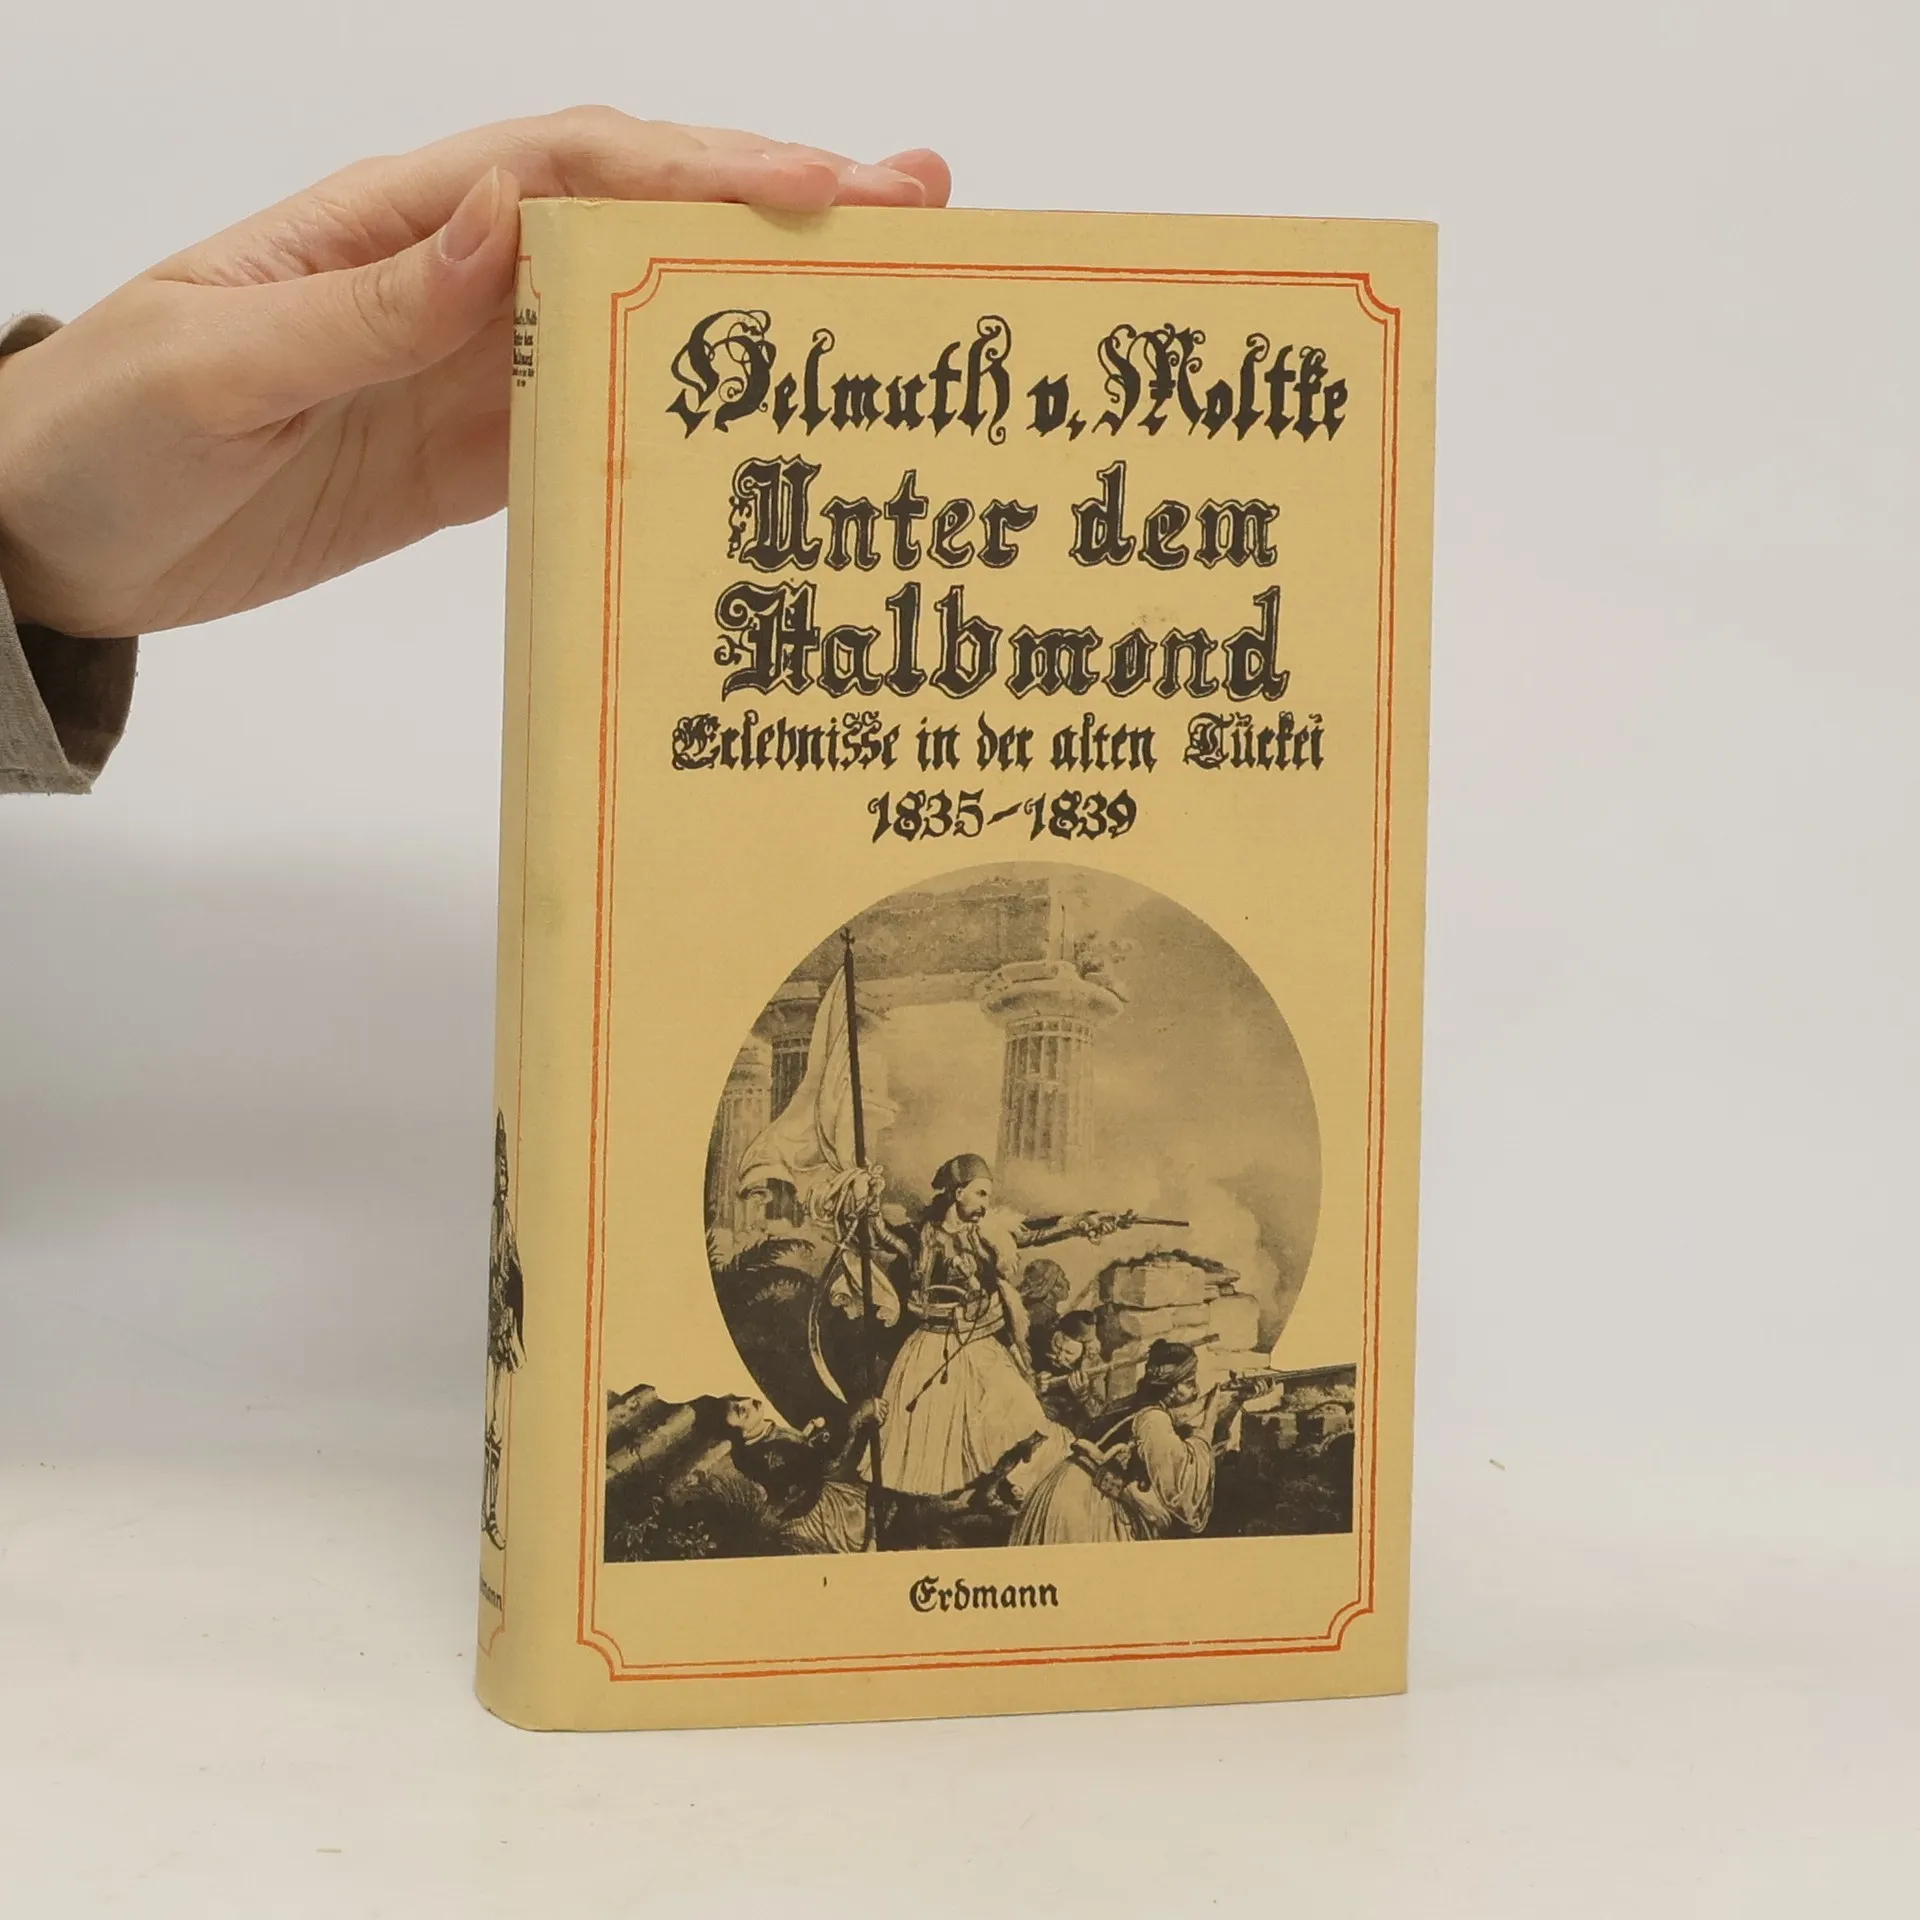 Helmuth v. Moltke
Unter dem
Halbmond
Erlebnisse in der alten Türkei
1835-1839
Erdmann